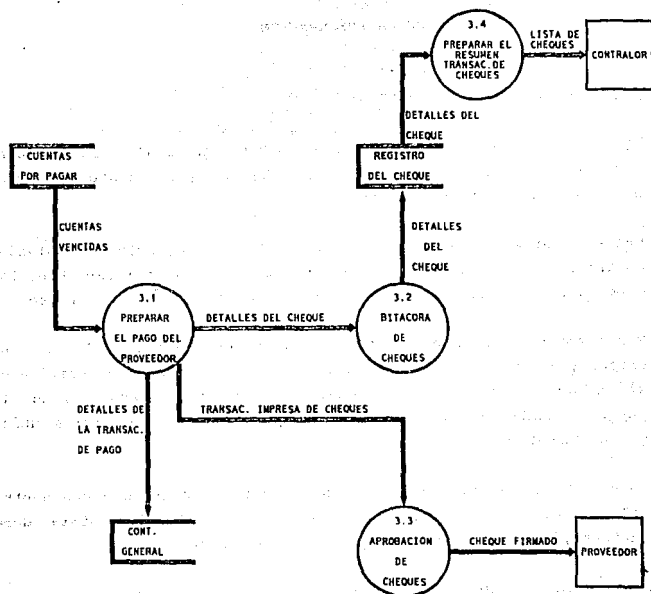 3.4
PREPARAR EL
RESUMEN
TRANSAC. DE
CHEQUES
LISTA DE
CHEQUES
CONTRALOR
DETALLES DEL
CHEQUE
CUENTAS
POR PAGAR
REGISTRO
DEL CHEQUE
CUENTAS
VENCIDAS
DETALLES
DEL
CHEQUE
3.1
PREPARAR
EL PAGO DEL
PROVEEDOR
DETALLES DEL CHEQUE
3.2
BITACORA
DE
CHEQUES
DETALLES DE
LA TRANSAC.
DE PAGO
TRANSAC. IMPRESA DE CHEQUES
CONT.
GENERAL
3.3
APROBACION
DE
CHEQUES
CHEQUE FIRMADO
PROVEEDOR